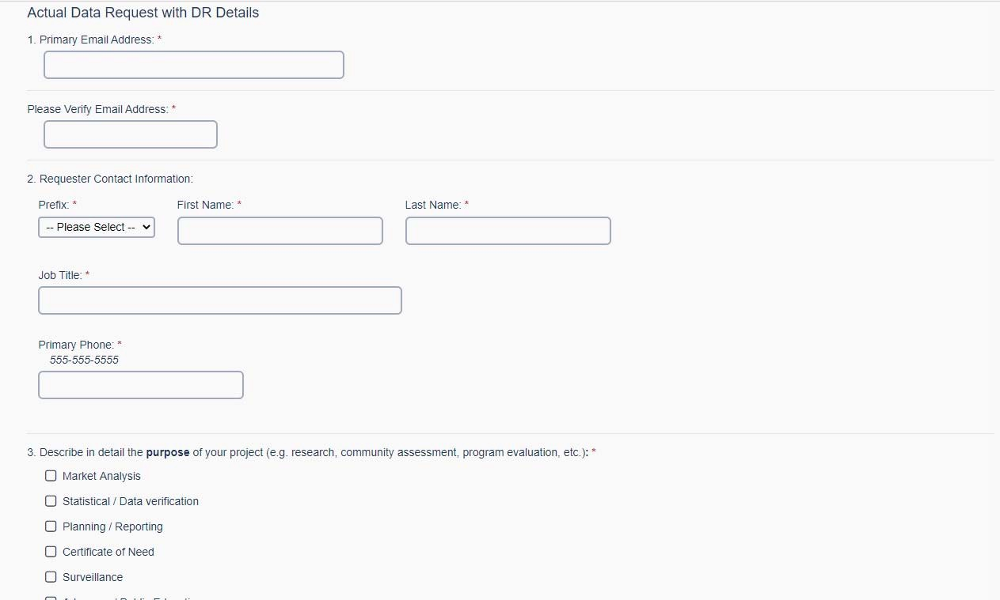 Actual Data Request with DR Details
1. Primary Email Address: *
Please Verify Email Address: *
2. Requester Contact Information:
Prefix: * First Name: * Last Name: *
-- Please Select --
Job Title: *
Primary Phone: *
555-555-5555
3. Describe in detail the purpose of your project (e.g. research, community assessment, program evaluation, etc.): *
Market Analysis
Statistical / Data verification
Planning / Reporting
Certificate of Need
Surveillance